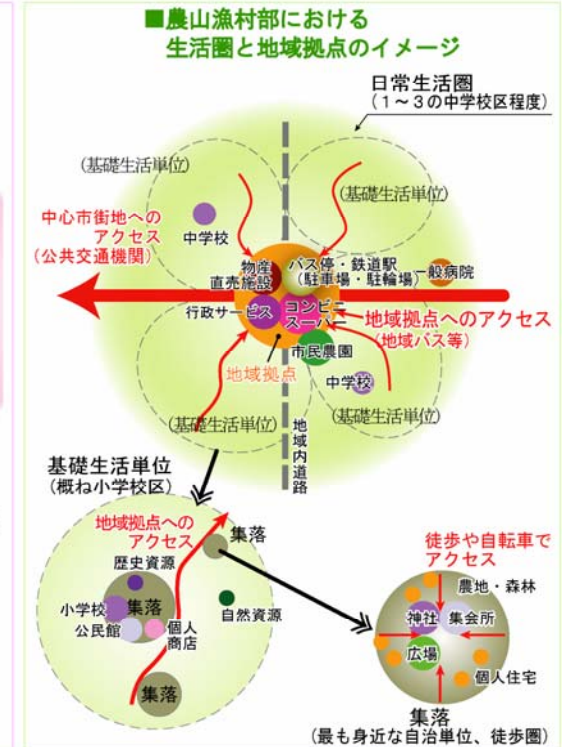 ■農山漁村部における
生活圏と地域拠点のイメージ
日常生活圏
(1～3の中学校区程度)
(基礎生活単位)
(基礎生活単位)
中心市街地への
アクセス
(公共交通機関)
中学校
物産
直売施設
バス停・鉄道駅
(駐車場・駐輪場)
一般病院
行政サービス
コンビニ
スーパー
地域拠点へのアクセス
(地域バス等)
市民農園
地域拠点
中学校
(基礎生活単位)
(基礎生活単位)
地域内道路
基礎生活単位
(概ね小学校区)
地域拠点への
アクセス
集落
歴史資源
小学校
集落
公民館
個人
商店
自然資源
集落
徒歩や自転車で
アクセス
農地・森林
神社
集会所
広場
個人住宅
集落
(最も身近な自治単位、徒歩圏)